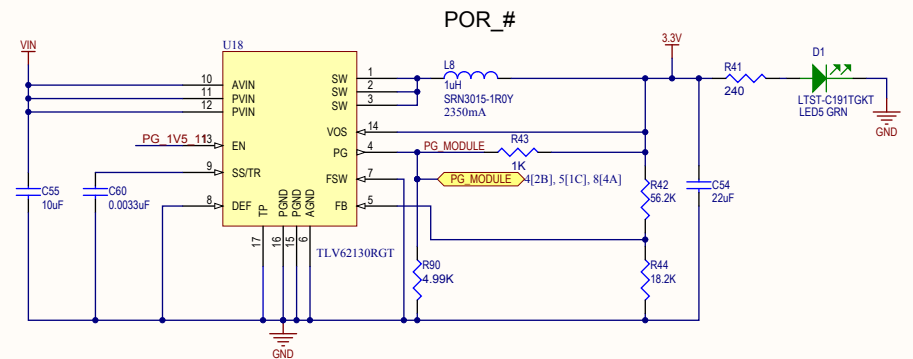 POR_#
VIN
U18
10
11
12
AVIN
PVIN
PVIN
PG_1V5_1
13
EN
9
SS/TR
8
DEF
C55
10uF
C60
0.0033uF
TP
PGND
PGND
AGND
17
16
15
6
TLV62130RGT
SW
SW
SW
VOS
PG
FSW
FB
1
2
3
14
4
7
5
L8
1uH
SRN3015-1R0Y
2350mA
PG_MODULE
R43
1K
PG_MODULE
4[2B], 5[1C], 8[4A]
R90
4.99K
3.3V
R42
56.2K
R44
18.2K
C54
22uF
R41
240
D1
LTST-C191TGKT
LED5 GRN
GND
GND